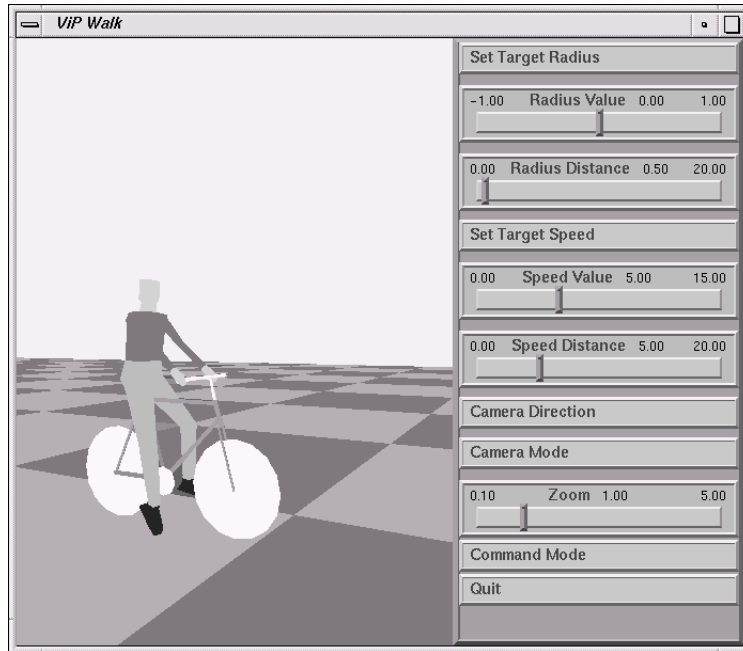 ViP Walk
Set Target Radius
-1.00 Radius Value 0.00 1.00
0.00 Radius Distance 0.50 20.00
Set Target Speed
0.00 Speed Value 5.00 15.00
0.00 Speed Distance 5.00 20.00
Camera Direction
Camera Mode
0.10 Zoom 1.00 5.00
Command Mode
Quit